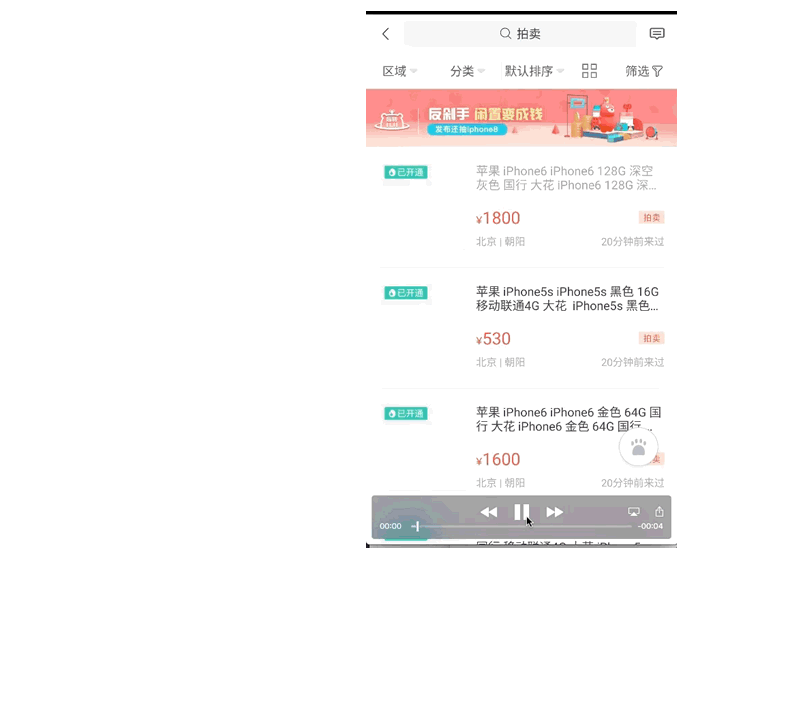 拍卖
区域 分类 默认排序 筛选
反剁手 闲置变成钱
发布还抽iphone8
已开通
苹果 iPhone6 iPhone6 128G 深空
灰色 国行 大花 iPhone6 128G 深...
¥1800 拍卖
北京 | 朝阳 20分钟前来过
已开通
苹果 iPhone5s iPhone5s 黑色 16G
移动联通4G 大花 iPhone5s 黑色...
¥530 拍卖
北京 | 朝阳 20分钟前来过
已开通
苹果 iPhone6 iPhone6 金色 64G 国
行 大花 iPhone6 金色 64G 国行...
¥1600 卖
北京 | 朝阳 20分钟前来过
00:00 -00:04